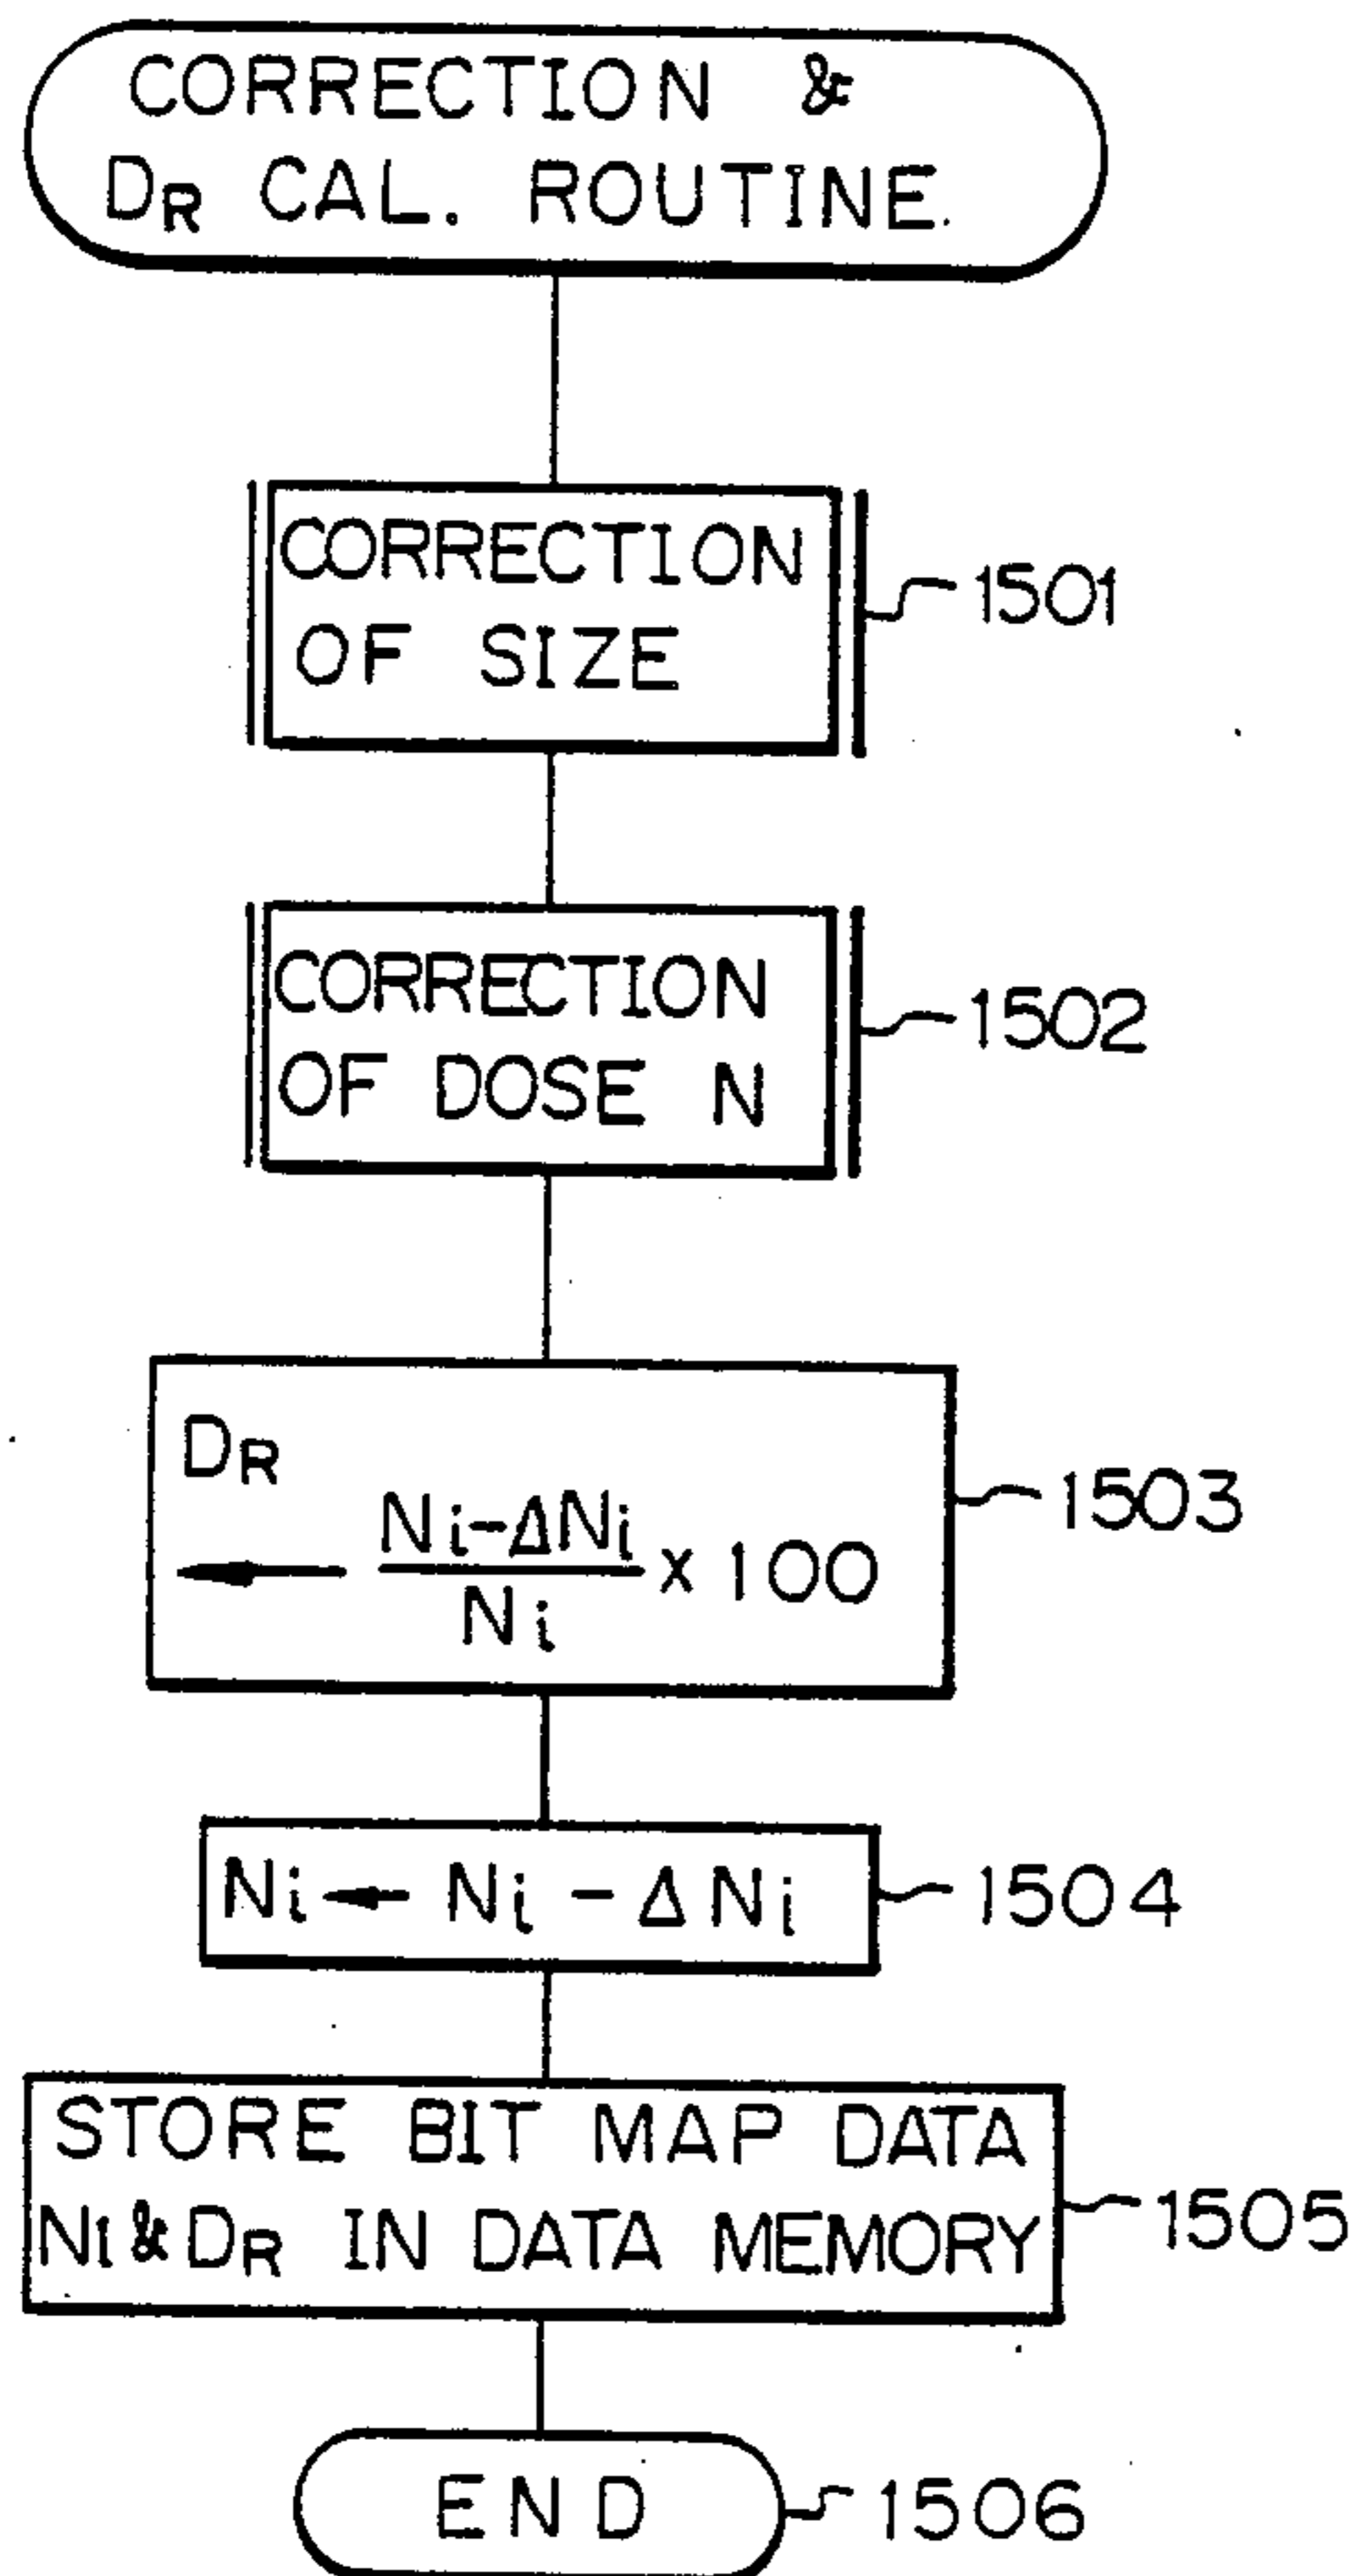 CORRECTION &
DR CAL. ROUTINE.
CORRECTION
OF SIZE
1501
CORRECTION
OF DOSE N
1502
DR
← Ni-ΔNi / Ni x 100
1503
Ni ← Ni - ΔNi
1504
STORE BIT MAP DATA
Ni & DR IN DATA MEMORY
1505
END
1506